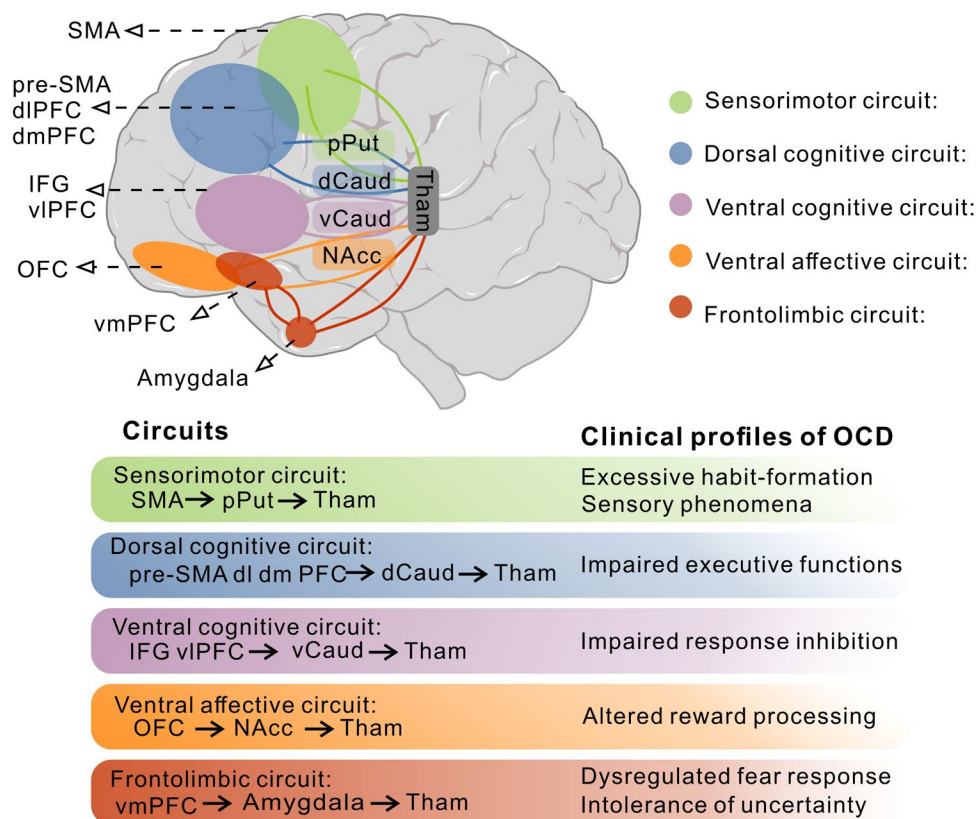 SMA
pre-SMA
dlPFC
dmPFC
IFG
vlPFC
OFC
vmPFC
Amygdala
pPut
dCaud
vCaud
NAcc
Tham
Sensorimotor circuit:
Dorsal cognitive circuit:
Ventral cognitive circuit:
Ventral affective circuit:
Frontolimbic circuit:
Circuits
Clinical profiles of OCD
Sensorimotor circuit:
SMA→ pPut→ Tham
Excessive habit-formation
Sensory phenomena
Dorsal cognitive circuit:
pre-SMA dl dm PFC→ dCaud→ Tham
Impaired executive functions
Ventral cognitive circuit:
IFG vlPFC→ vCaud→ Tham
Impaired response inhibition
Ventral affective circuit:
OFC → NAcc → Tham
Altered reward processing
Frontolimbic circuit:
vmPFC→ Amygdala→ Tham
Dysregulated fear response
Intolerance of uncertainty